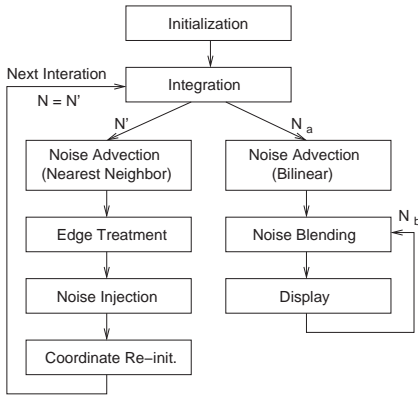 Initialization
Next Interation
N = N'
Integration
N'
N a
Noise Advection
(Nearest Neighbor)
Noise Advection
(Bilinear)
Edge Treatment
Noise Blending
N b
Noise Injection
Display
Coordinate Re−init.